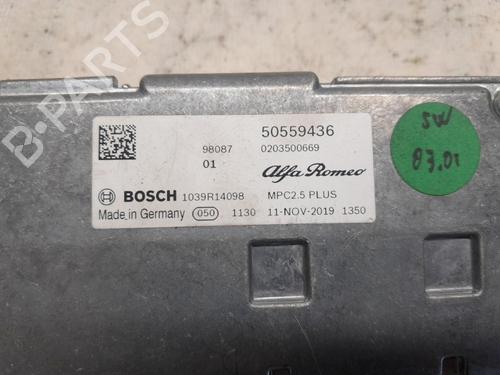 50559436
98087 0203500669
01 Alfa Romeo
BOSCH 1039R14098 MPC2.5 PLUS
Made in Germany 050 1130 11-NOV-2019 1350
SW
03.01
B-PARTS